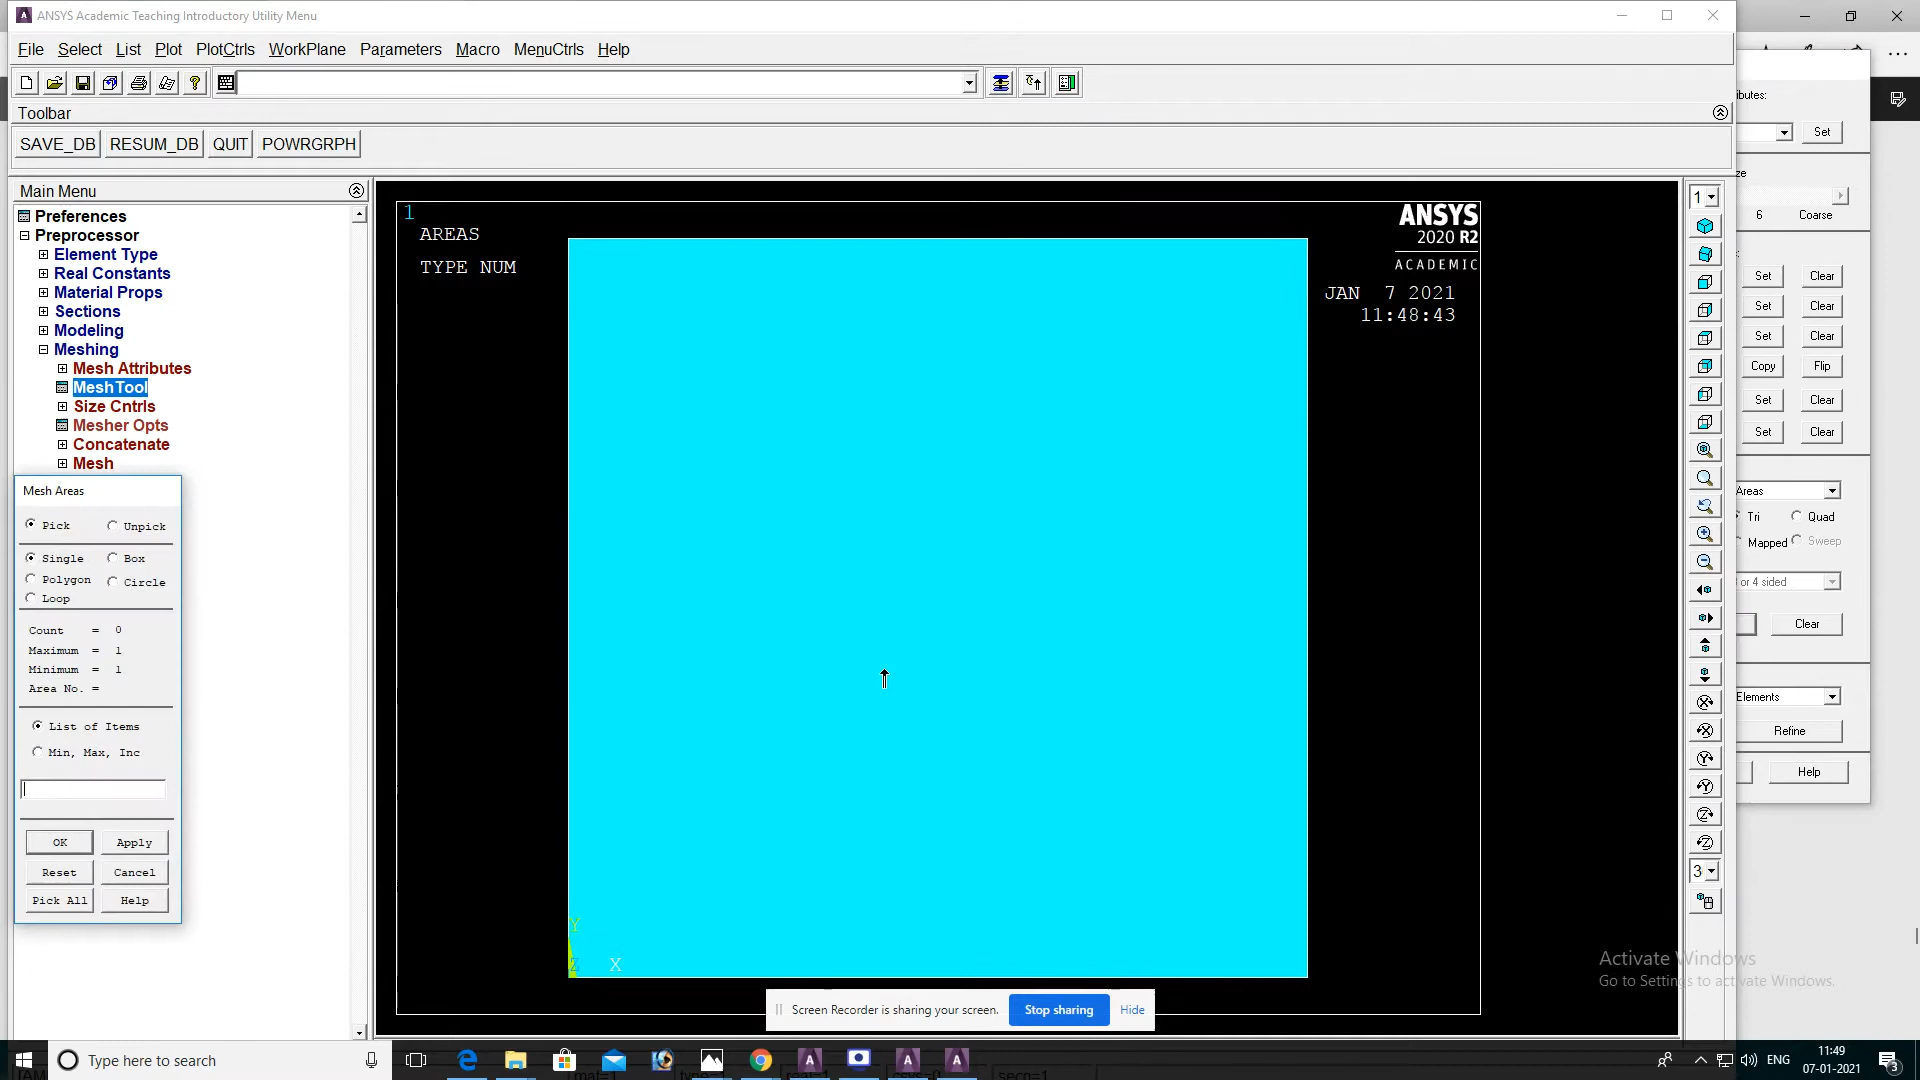 ANSYS Academic Teaching Introductory Utility Menu
File Select List Plot PlotCtrls WorkPlane Parameters Macro MenuCtrls Help
Toolbar
SAVE_DB RESUM_DB QUIT POWRGRPH
Main Menu
Preferences
Preprocessor
Element Type
Real Constants
Material Props
Sections
Modeling
Meshing
Mesh Attributes
MeshTool
Size Cntrls
Mesher Opts
Concatenate
Mesh
Mesh Areas
Pick Unpick
Single Box
Polygon Circle
Loop
Count = 0
Maximum = 1
Minimum = 1
Area No. =
List of Items
Min, Max, Inc
OK Apply
Reset Cancel
Pick All Help
1
AREAS
TYPE NUM
ANSYS
2020 R2
ACADEMIC
JAN 7 2021
11:48:43
Y
Z X
1
3
Set
6 Coarse
Set Clear
Set Clear
Set Clear
Copy Flip
Set Clear
Set Clear
Areas
Tri Quad
Mapped Sweep
or 4 sided
Clear
Elements
Refine
Help
Activate Windows
Go to Settings to activate Windows.
Screen Recorder is sharing your screen. Stop sharing Hide
Type here to search
ENG
11:49
07-01-2021
3